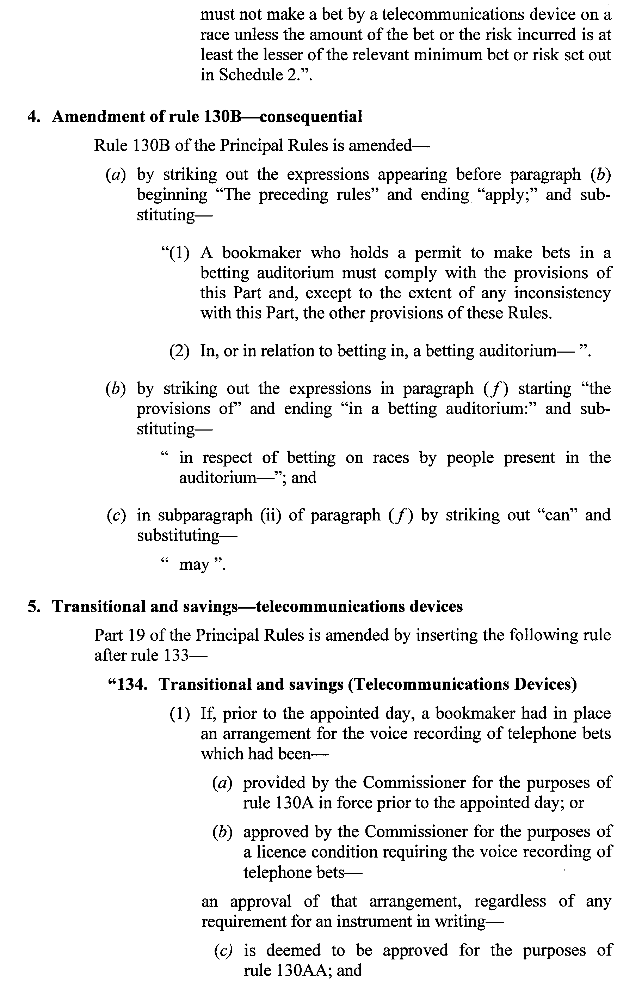 must not make a bet by a telecommunications device on a
race unless the amount of the bet or the risk incurred is at
least the lesser of the relevant minimum bet or risk set out
in Schedule 2.”.
4. Amendment of rule 130B—consequential
Rule 130B of the Principal Rules is amended—
(a) by striking out the expressions appearing before paragraph (b)
beginning “The preceding rules” and ending “apply;” and sub-
stituting—
“(1) A bookmaker who holds a permit to make bets in a
betting auditorium must comply with the provisions of
this Part and, except to the extent of any inconsistency
with this Part, the other provisions of these Rules.
(2) In, or in relation to betting in, a betting auditorium— ”.
(b) by striking out the expressions in paragraph (f) starting “the
provisions of” and ending “in a betting auditorium:” and sub-
stituting—
“ in respect of betting on races by people present in the
auditorium—”; and
(c) in subparagraph (ii) of paragraph (f) by striking out “can” and
substituting—
“ may ”.
5. Transitional and savings—telecommunications devices
Part 19 of the Principal Rules is amended by inserting the following rule
after rule 133—
“134. Transitional and savings (Telecommunications Devices)
(1) If, prior to the appointed day, a bookmaker had in place
an arrangement for the voice recording of telephone bets
which had been—
(a) provided by the Commissioner for the purposes of
rule 130A in force prior to the appointed day; or
(b) approved by the Commissioner for the purposes of
a licence condition requiring the voice recording of
telephone bets—
an approval of that arrangement, regardless of any
requirement for an instrument in writing—
(c) is deemed to be approved for the purposes of
rule 130AA; and